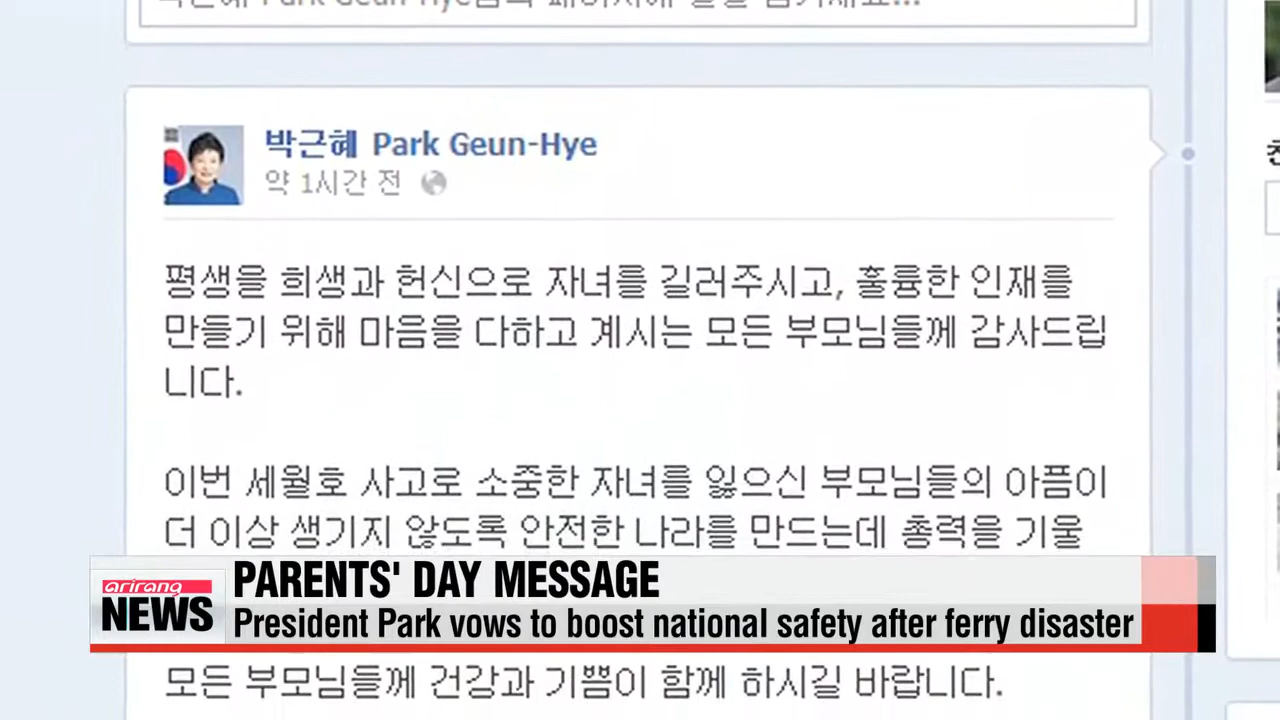 박근혜 Park Geun-Hye
약 1시간 전
평생을 희생과 헌신으로 자녀를 길러주시고, 훌륭한 인재를
만들기 위해 마음을 다하고 계시는 모든 부모님들께 감사드립
니다.
이번 세월호 사고로 소중한 자녀를 잃으신 부모님들의 아픔이
더 이상 생기지 않도록 안전한 나라를 만드는데 총력을 기울
arirang
NEWS
PARENTS' DAY MESSAGE
President Park vows to boost national safety after ferry disaster
모든 부모님들께 건강과 기쁨이 함께 하시길 바랍니다.